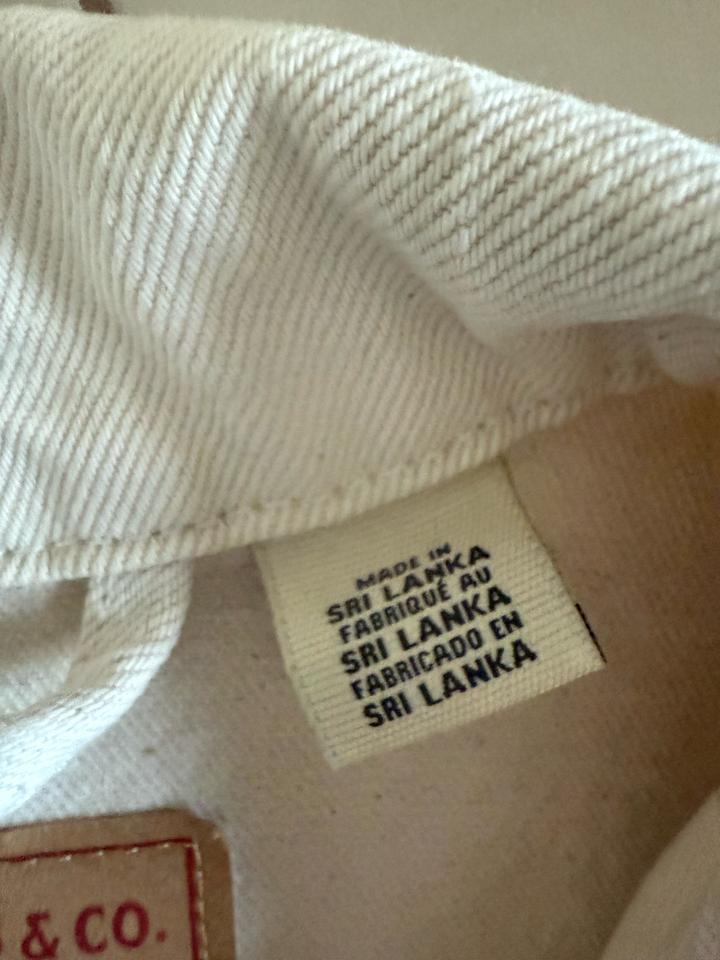 MADE IN
SRI LANKA
FABRIQUÉ AU
SRI LANKA
FABRICADO EN
SRI LANKA
& CO.